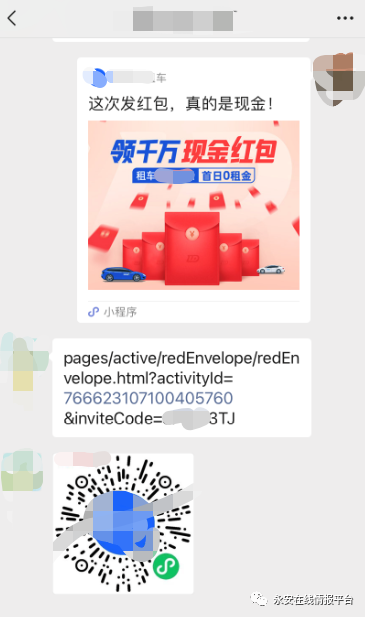 车
这次发红包，真的是现金！
领千万现金红包
租车
首日0租金
小程序
pages/active/redEnvelope/redEn
velope.html?activityId=
766623107100405760
&inviteCode=
3TJ
永安在线情报平台